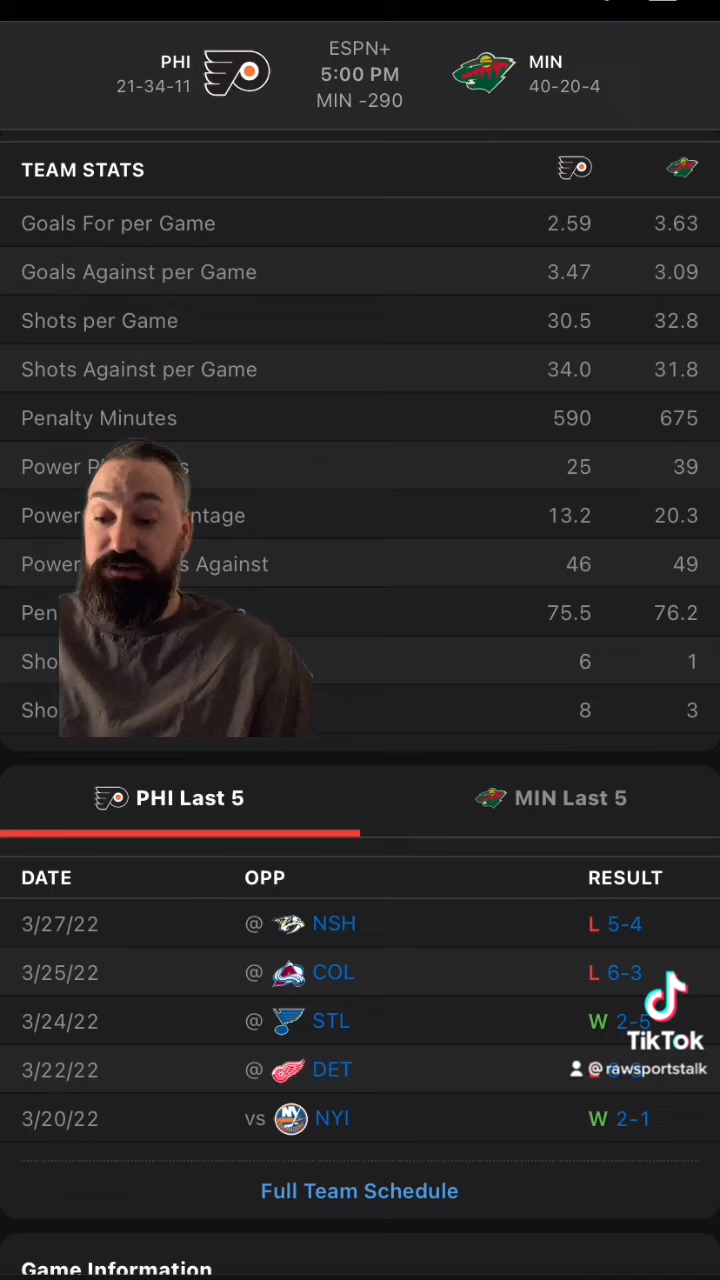 ESPN+
PHI
5:00 PM
MIN
21-34-11
MIN -290
40-20-4
TEAM STATS
Goals For per Game 2.59 3.63
Goals Against per Game 3.47 3.09
Shots per Game 30.5 32.8
Shots Against per Game 34.0 31.8
Penalty Minutes 590 675
Power P s 25 39
Power ntage 13.2 20.3
Power s Against 46 49
Pen 75.5 76.2
Sho 6 1
Sho 8 3
PHI Last 5 MIN Last 5
DATE OPP RESULT
3/27/22 @ NSH L 5-4
3/25/22 @ COL L 6-3
3/24/22 @ STL W 2-5
TikTok
3/22/22 @ DET
@rawsportstalk
3/20/22 vs NYI W 2-1
Full Team Schedule
Game Information